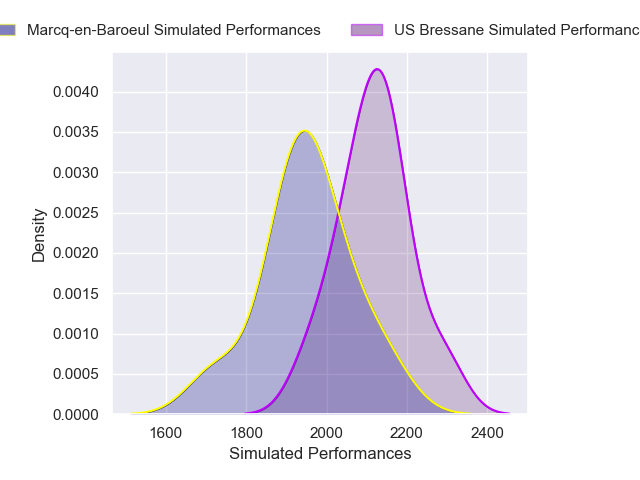 Marcq-en-Baroeul Simulated Performances
US Bressane Simulated Performanc
0.0040
0.0035
0.0030
0.0025
0.0020
0.0015
0.0010
0.0005
0.0000
Density
1600 1800 2000 2200 2400
Simulated Performances